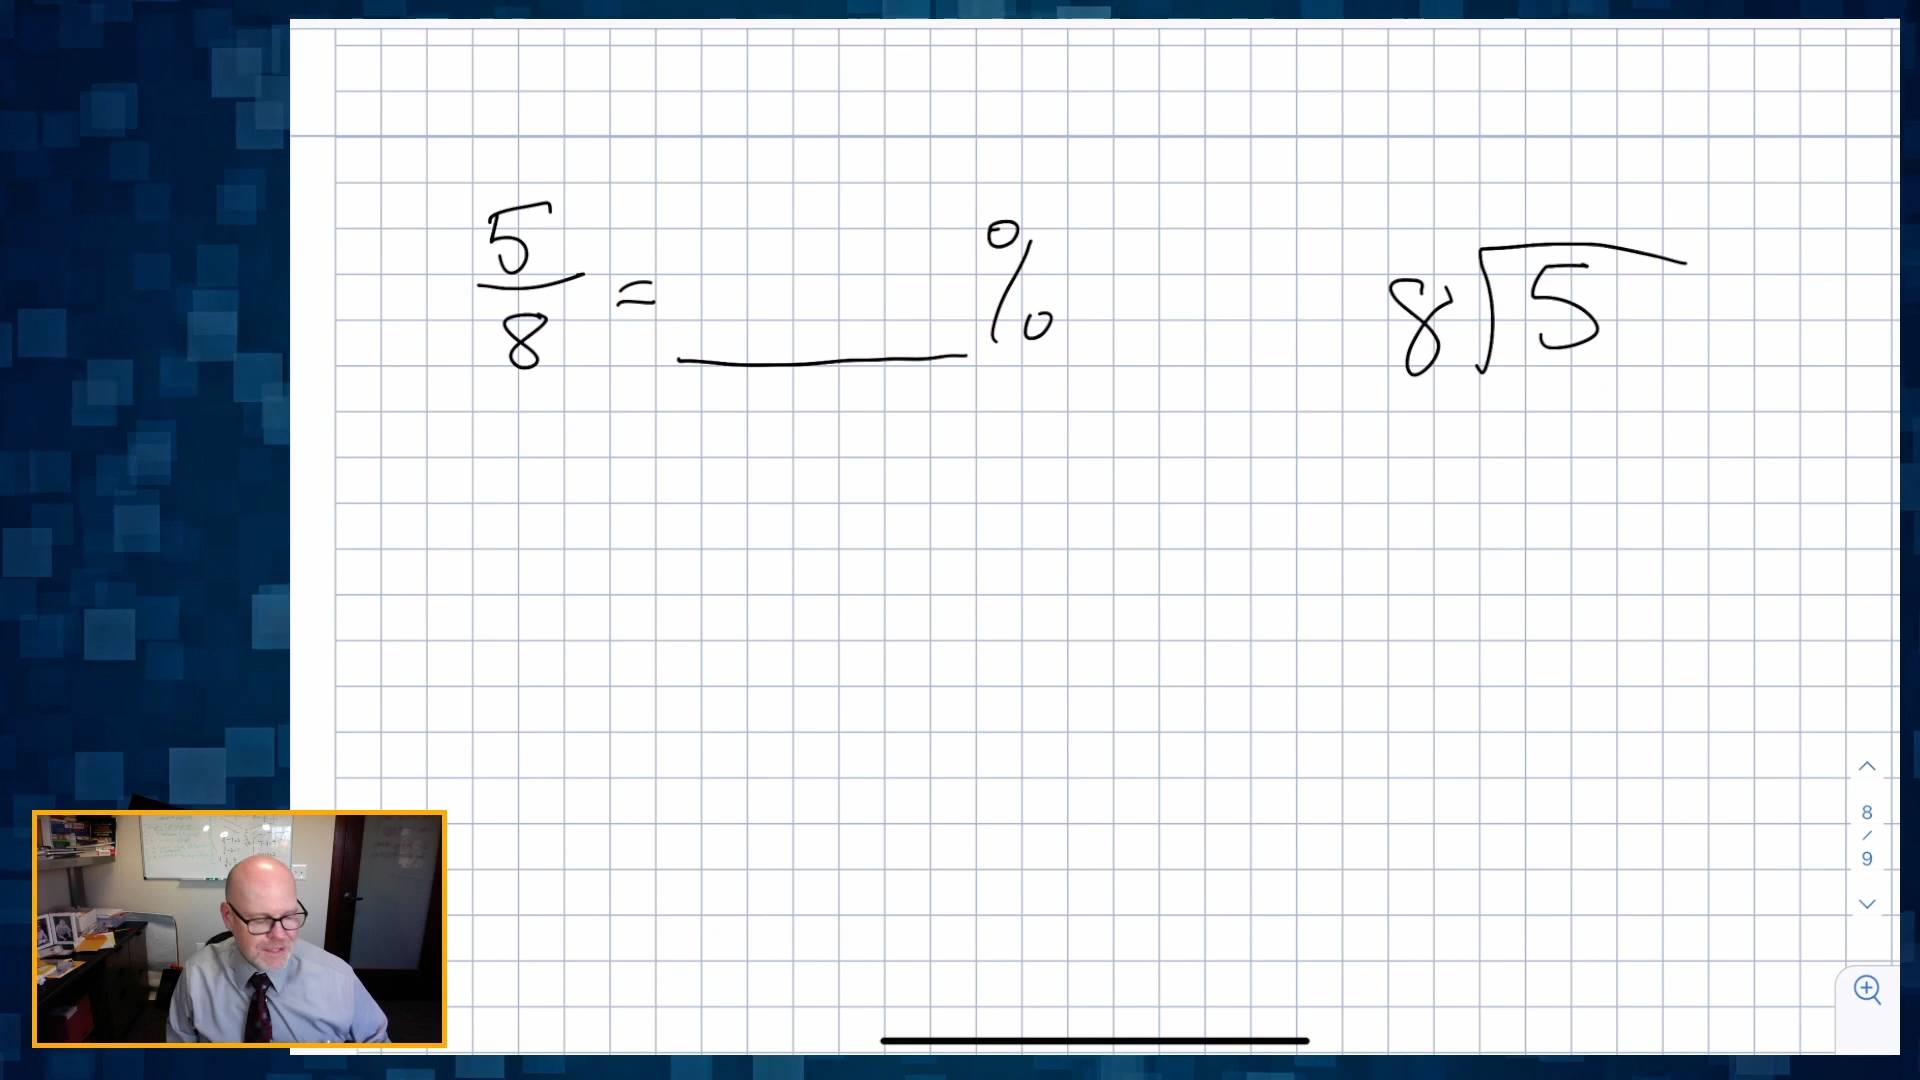 5/8 = ______ %
8⟌5
8
/
9